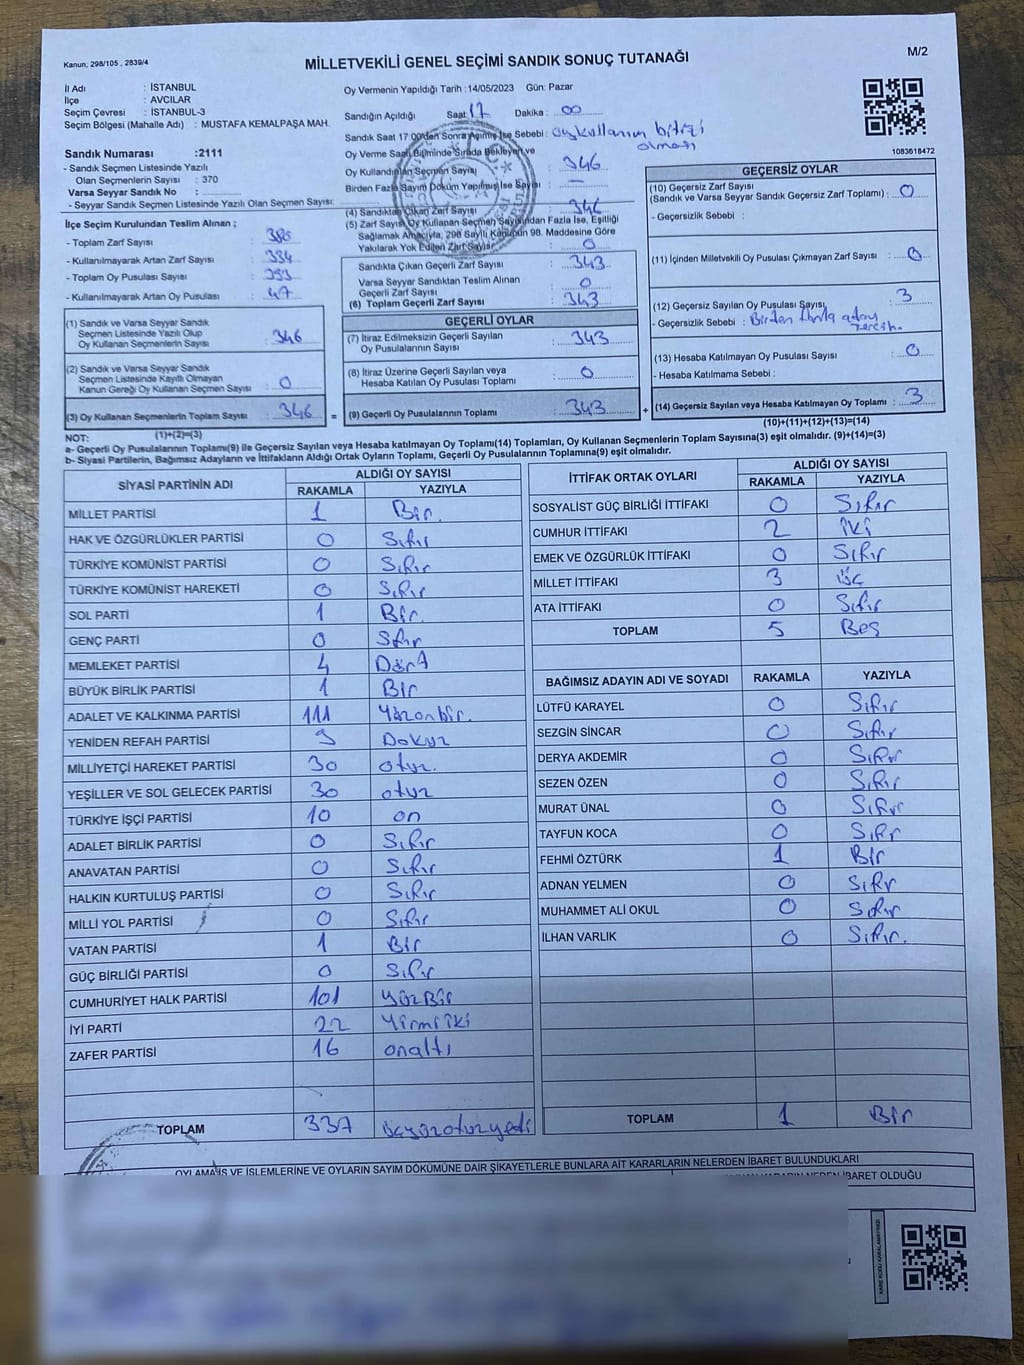 Kanun; 298/105 , 2839/4
MİLLETVEKİLİ GENEL SEÇİMİ SANDIK SONUÇ TUTANAĞI
M/2
İl Adı : İSTANBUL
İlçe : AVCILAR
Seçim Çevresi : İSTANBUL-3
Seçim Bölgesi (Mahalle Adı) : MUSTAFA KEMALPAŞA MAH.
Sandık Numarası :2111
- Sandık Seçmen Listesinde Yazılı
Olan Seçmenlerin Sayısı : 370
Varsa Seyyar Sandık No :
- Seyyar Sandık Seçmen Listesinde Yazılı Olan Seçmen Sayısı:
Oy Vermenin Yapıldığı Tarih :14/05/2023 Gün: Pazar
Sandığın Açıldığı Saat: 17 Dakika : 00
Sandık Saat 17:00'den Sonra Açılmış İse Sebebi : oy kullanım bitişi
olması
Oy Verme Saati Bitiminde Sırada Bekleyen ve
Oy Kullandırılan Seçmen Sayısı : 346
Birden Fazla Sayım Döküm Yapılmış İse Sayısı : —
(4) Sandıktan Çıkan Zarf Sayısı : 346
(5) Zarf Sayısı Oy Kullanan Seçmen Sayısından Fazla İse, Eşitliği
Sağlamak Amacıyla, 298 Sayılı Kanunun 98. Maddesine Göre
Yakılarak Yok Edilen Zarf Sayısı : 0
1083618472
İlçe Seçim Kurulundan Teslim Alınan ;
- Toplam Zarf Sayısı : 385
- Kullanılmayarak Artan Zarf Sayısı : 334
- Toplam Oy Pusulası Sayısı : 393
- Kullanılmayarak Artan Oy Pusulası : 47
Sandıkta Çıkan Geçerli Zarf Sayısı : 343
Varsa Seyyar Sandıktan Teslim Alınan
Geçerli Zarf Sayısı : 0
(6) Toplam Geçerli Zarf Sayısı : 343
GEÇERSİZ OYLAR
(10) Geçersiz Zarf Sayısı
(Sandık ve Varsa Seyyar Sandık Geçersiz Zarf Toplamı) : 0
- Geçersizlik Sebebi :
(11) İçinden Milletvekili Oy Pusulası Çıkmayan Zarf Sayısı : 0
(12) Geçersiz Sayılan Oy Pusulası Sayısı : 3
- Geçersizlik Sebebi : Birden fazla aday
tercih.
(13) Hesaba Katılmayan Oy Pusulası Sayısı : 0
- Hesaba Katılmama Sebebi :
(14) Geçersiz Sayılan veya Hesaba Katılmayan Oy Toplamı : 3
(10)+(11)+(12)+(13)=(14)
(1) Sandık ve Varsa Seyyar Sandık
Seçmen Listesinde Yazılı Olup
Oy Kullanan Seçmenlerin Sayısı : 346
(2) Sandık ve Varsa Seyyar Sandık
Seçmen Listesinde Kayıtlı Olmayan
Kanun Gereği Oy Kullanan Seçmen Sayısı : 0
(3) Oy Kullanan Seçmenlerin Toplam Sayısı : 346 =
(1)+(2)=(3)
GEÇERLİ OYLAR
(7) İtiraz Edilmeksizin Geçerli Sayılan
Oy Pusulalarının Sayısı : 343
(8) İtiraz Üzerine Geçerli Sayılan veya
Hesaba Katılan Oy Pusulası Toplamı : 0
(9) Geçerli Oy Pusulalarının Toplamı : 343 +
NOT:
a- Geçerli Oy Pusulalarının Toplamı(9) ile Geçersiz Sayılan veya Hesaba katılmayan Oy Toplamı(14) Toplamları, Oy Kullanan Seçmenlerin Toplam Sayısına(3) eşit olmalıdır. (9)+(14)=(3)
b- Siyasi Partilerin, Bağımsız Adayların ve İttifakların Aldığı Ortak Oyların Toplamı, Geçerli Oy Pusulalarının Toplamına(9) eşit olmalıdır.
SİYASİ PARTİNİN ADI ALDIĞI OY SAYISI
RAKAMLA YAZIYLA
MİLLET PARTİSİ 1 Bir.
HAK VE ÖZGÜRLÜKLER PARTİSİ 0 Sıfır
TÜRKİYE KOMÜNİST PARTİSİ 0 Sıfır
TÜRKİYE KOMÜNİST HAREKETİ 0 Sıfır
SOL PARTİ 1 Bir.
GENÇ PARTİ 0 Sıfır
MEMLEKET PARTİSİ 4 Dört
BÜYÜK BİRLİK PARTİSİ 1 Bir
ADALET VE KALKINMA PARTİSİ 111 Yüzonbir.
YENİDEN REFAH PARTİSİ 9 Dokuz
MİLLİYETÇİ HAREKET PARTİSİ 30 otuz.
YEŞİLLER VE SOL GELECEK PARTİSİ 30 otuz
TÜRKİYE İŞÇİ PARTİSİ 10 on
ADALET BİRLİK PARTİSİ 0 Sıfır
ANAVATAN PARTİSİ 0 Sıfır
HALKIN KURTULUŞ PARTİSİ 0 Sıfır
MİLLİ YOL PARTİSİ 0 Sıfır
VATAN PARTİSİ 1 Bir
GÜÇ BİRLİĞİ PARTİSİ 0 Sıfır
CUMHURİYET HALK PARTİSİ 101 YüzBir
İYİ PARTİ 22 Yirmiiki
ZAFER PARTİSİ 16 onaltı
TOPLAM 337 üçyüzotuzyedi
İTTİFAK ORTAK OYLARI ALDIĞI OY SAYISI
RAKAMLA YAZIYLA
SOSYALİST GÜÇ BİRLİĞİ İTTİFAKI 0 Sıfır
CUMHUR İTTİFAKI 2 iki
EMEK VE ÖZGÜRLÜK İTTİFAKI 0 Sıfır
MİLLET İTTİFAKI 3 üç
ATA İTTİFAKI 0 Sıfır
TOPLAM 5 Beş
BAĞIMSIZ ADAYIN ADI VE SOYADI RAKAMLA YAZIYLA
LÜTFÜ KARAYEL 0 Sıfır
SEZGİN SİNCAR 0 Sıfır
DERYA AKDEMİR 0 Sıfır
SEZEN ÖZEN 0 Sıfır
MURAT ÜNAL 0 Sıfır
TAYFUN KOCA 0 Sıfır
FEHMİ ÖZTÜRK 1 Bir
ADNAN YELMEN 0 Sıfır
MUHAMMET ALİ OKUL 0 Sıfır
İLHAN VARLIK 0 Sıfır.
TOPLAM 1 Bir
OYLAMA İŞ VE İŞLEMLERİNE VE OYLARIN SAYIM DÖKÜMÜNE DAİR ŞİKAYETLERLE BUNLARA AİT KARARLARIN NELERDEN İBARET BULUNDUKLARI
NEDEN İBARET OLDUĞU
KARE KODU KARALAMAYINIZ!